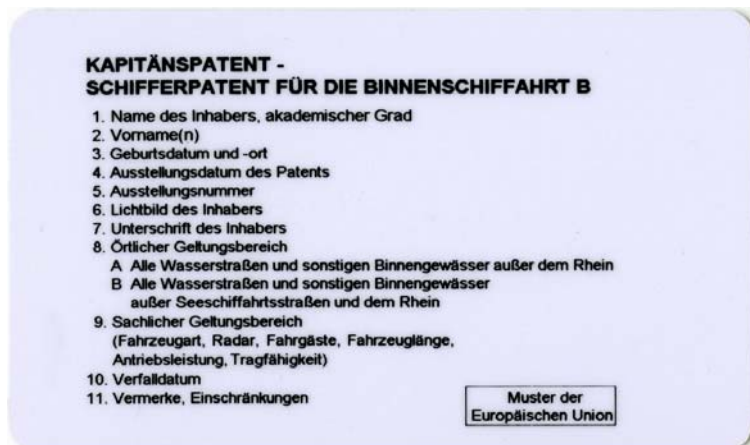 KAPITÄNSPATENT -
SCHIFFERPATENT FÜR DIE BINNENSCHIFFAHRT B
1. Name des Inhabers, akademischer Grad
2. Vorname(n)
3. Geburtsdatum und -ort
4. Ausstellungsdatum des Patents
5. Ausstellungsnummer
6. Lichtbild des Inhabers
7. Unterschrift des Inhabers
8. Örtlicher Geltungsbereich
A Alle Wasserstraßen und sonstigen Binnengewässer außer dem Rhein
B Alle Wasserstraßen und sonstigen Binnengewässer
außer Seeschiffahrtsstraßen und dem Rhein
9. Sachlicher Geltungsbereich
(Fahrzeugart, Radar, Fahrgäste, Fahrzeuglänge,
Antriebsleistung, Tragfähigkeit)
10. Verfalldatum
11. Vermerke, Einschränkungen
Muster der
Europäischen Union